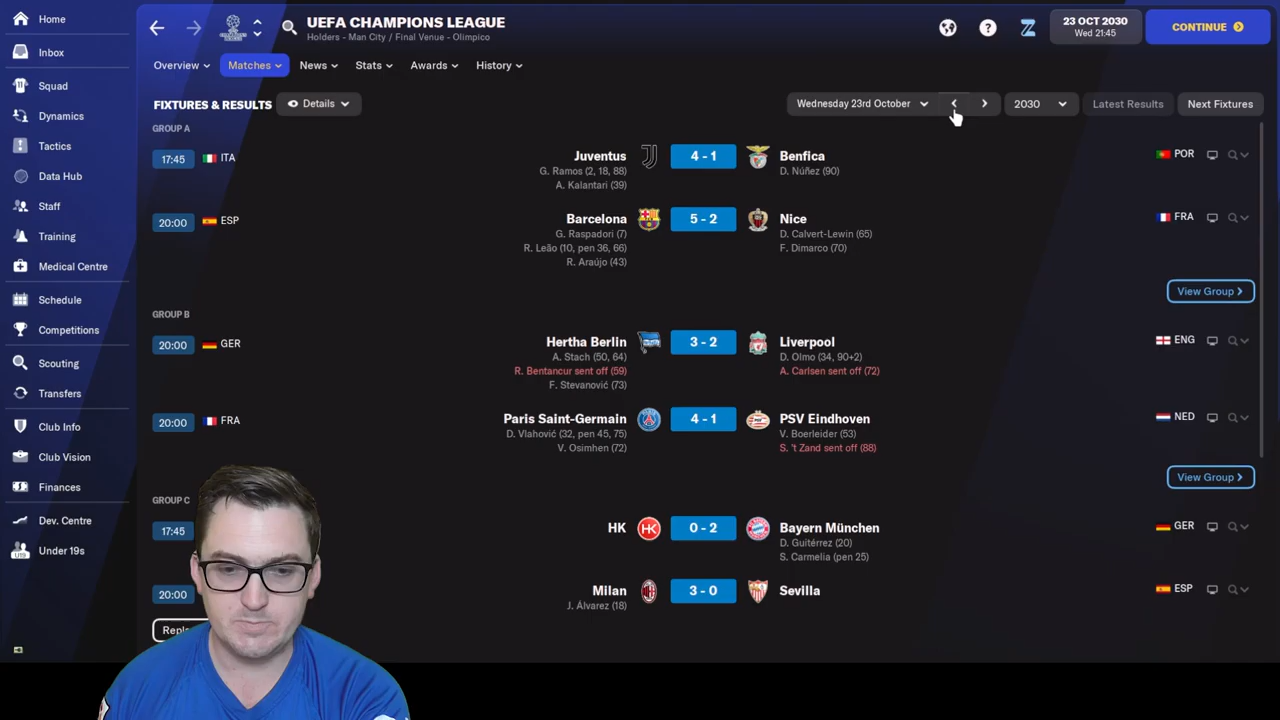 Home
UEFA CHAMPIONS LEAGUE
Holders - Man City / Final Venue - Olimpico
23 OCT 2030
Wed 21:45
CONTINUE
Inbox
Overview
Matches
News
Stats
Awards
History
Squad
Dynamics
Tactics
Data Hub
Staff
Training
Medical Centre
Schedule
Competitions
Scouting
Transfers
Club Info
Club Vision
Finances
Dev. Centre
Under 19s
FIXTURES & RESULTS
Details
Wednesday 23rd October
2030
Latest Results
Next Fixtures
GROUP A
17:45 ITA Juventus 4 - 1 Benfica POR
G. Ramos (2, 18, 88) D. Núñez (90)
A. Kalantari (39)
20:00 ESP Barcelona 5 - 2 Nice FRA
G. Raspadori (7) D. Calvert-Lewin (65)
R. Leão (10, pen 36, 66) F. Dimarco (70)
R. Araújo (43)
View Group
GROUP B
20:00 GER Hertha Berlin 3 - 2 Liverpool ENG
A. Stach (50, 64) D. Olmo (34, 90+2)
R. Bentancur sent off (59) A. Carlsen sent off (72)
F. Stevanović (73)
20:00 FRA Paris Saint-Germain 4 - 1 PSV Eindhoven NED
D. Vlahović (32, pen 45, 75) V. Boerleider (53)
V. Osimhen (72) S. 't Zand sent off (88)
View Group
GROUP C
17:45 HK 0 - 2 Bayern München GER
D. Guitérrez (20)
S. Carmelia (pen 25)
20:00 Milan 3 - 0 Sevilla ESP
J. Álvarez (18)